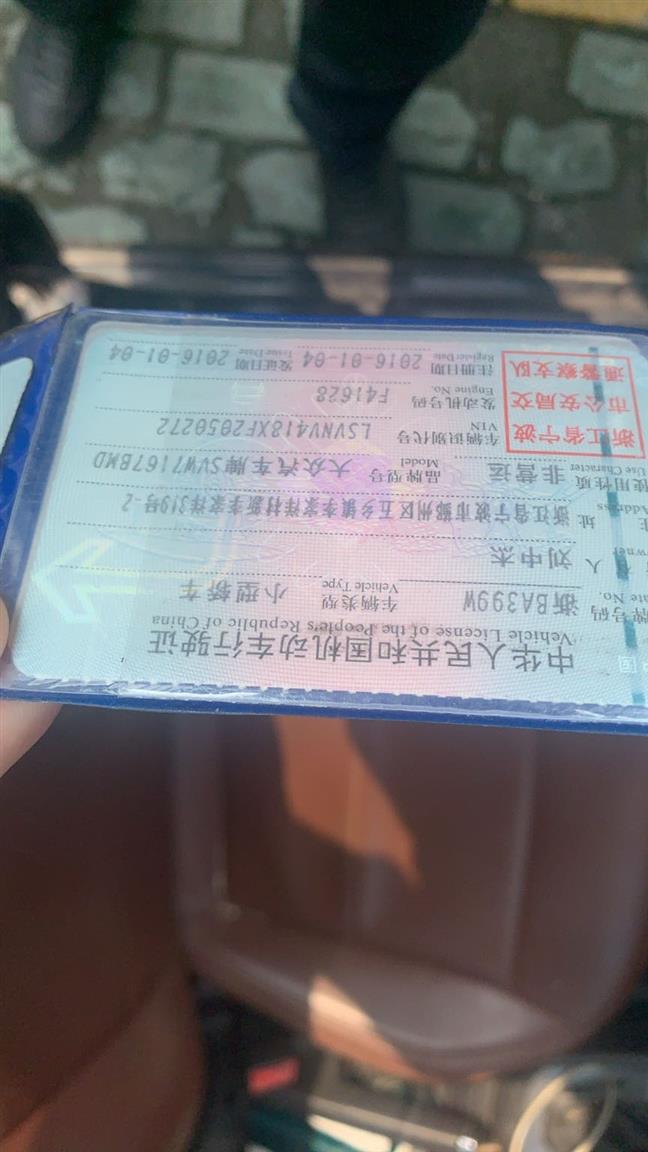 中华人民共和国机动车行驶证
Vehicle License of the People's Republic of China
牌号码 浙BA399W 车辆类型 小型轿车
ate No. Vehicle Type
有 人 刘中杰
wner
住 址 浙江省宁波市鄞州区五乡镇李家洋村新李家洋319号-2
Address
使用性质 非营运 品牌型号 大众汽车牌SVW7167BMD
Use Character Model
浙江省宁波
市公安局交
通警察支队
车辆识别代号 LSVNV418XF2050272
VIN
发动机号码 F41628
Engine No.
注册日期 2016-01-04 发证日期 2016-01-04
Register Date Issue Date